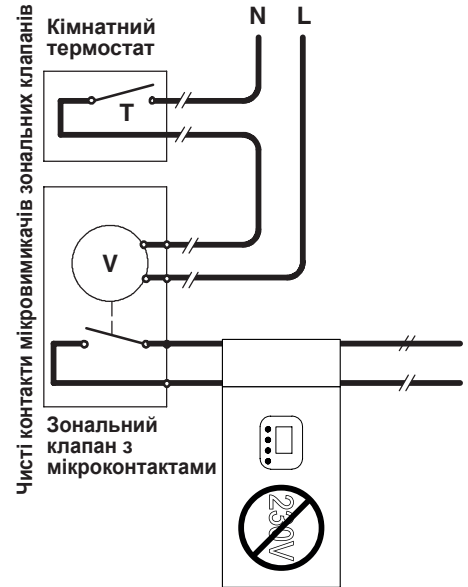 Чисті контакти мікровимикачів зональних клапанів
Кімнатний
термостат
N L
T
V
Зональний
клапан з
мікроконтактами
230V